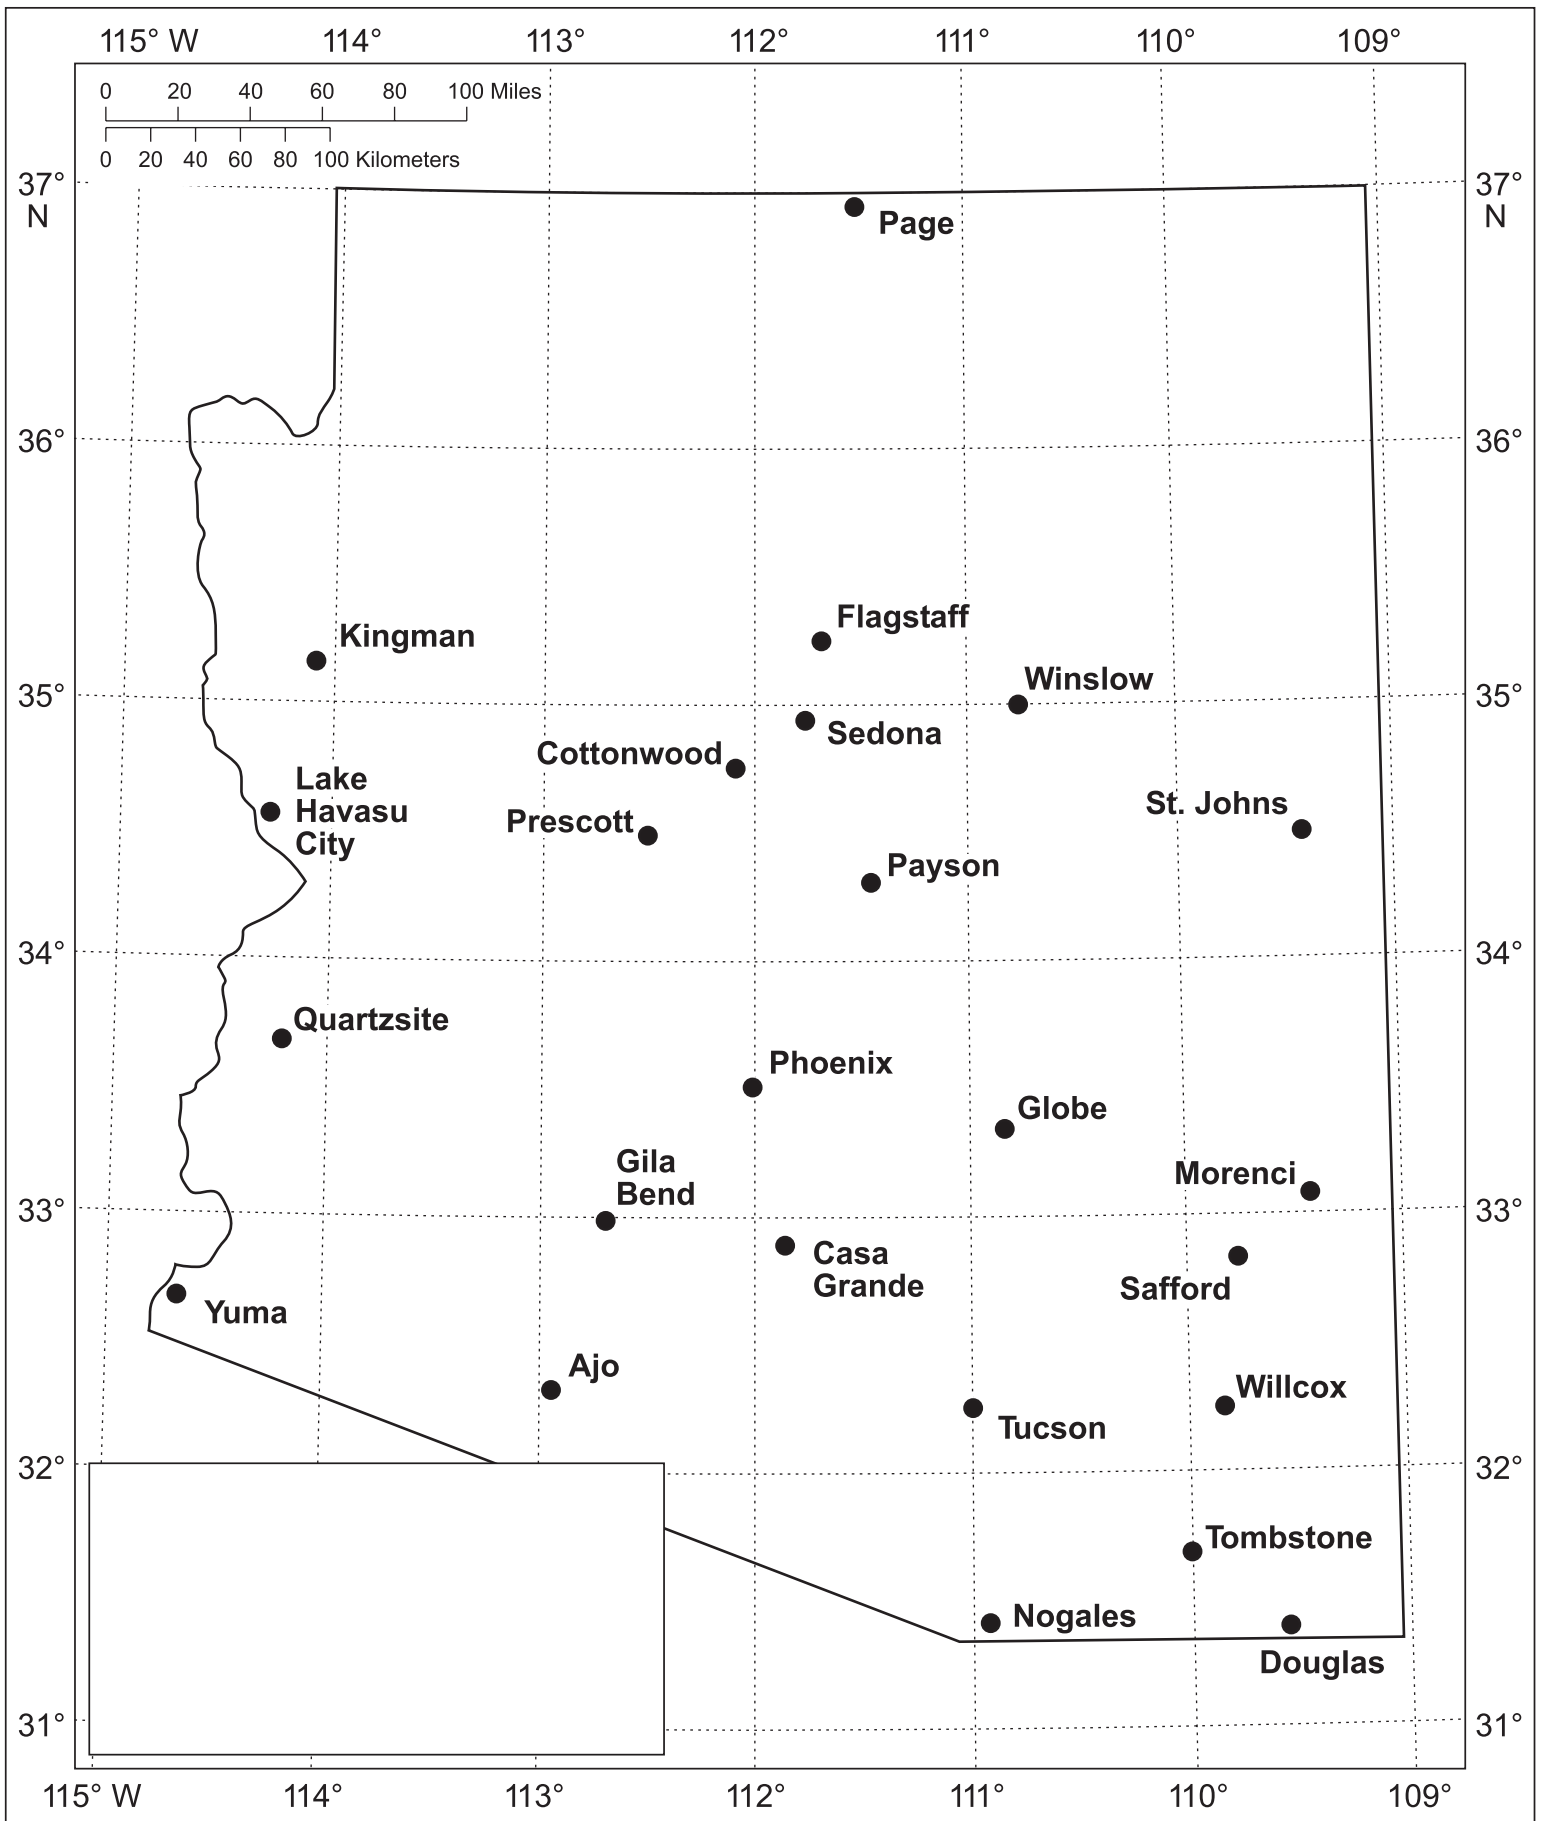 115° W 114° 113° 112° 111° 110° 109°
0 20 40 60 80 100 Miles
0 20 40 60 80 100 Kilometers
37° 37°
N N
Page
36° 36°
Flagstaff
Kingman
Winslow
35° 35°
Sedona
Cottonwood
Lake
Havasu
City
St. Johns
Prescott
Payson
34° 34°
Quartzsite
Phoenix
Globe
Gila
Bend
Morenci
33° 33°
Casa
Grande
Safford
Yuma
Ajo
Willcox
Tucson
32° 32°
Tombstone
Nogales
Douglas
31° 31°
115° W 114° 113° 112° 111° 110° 109°